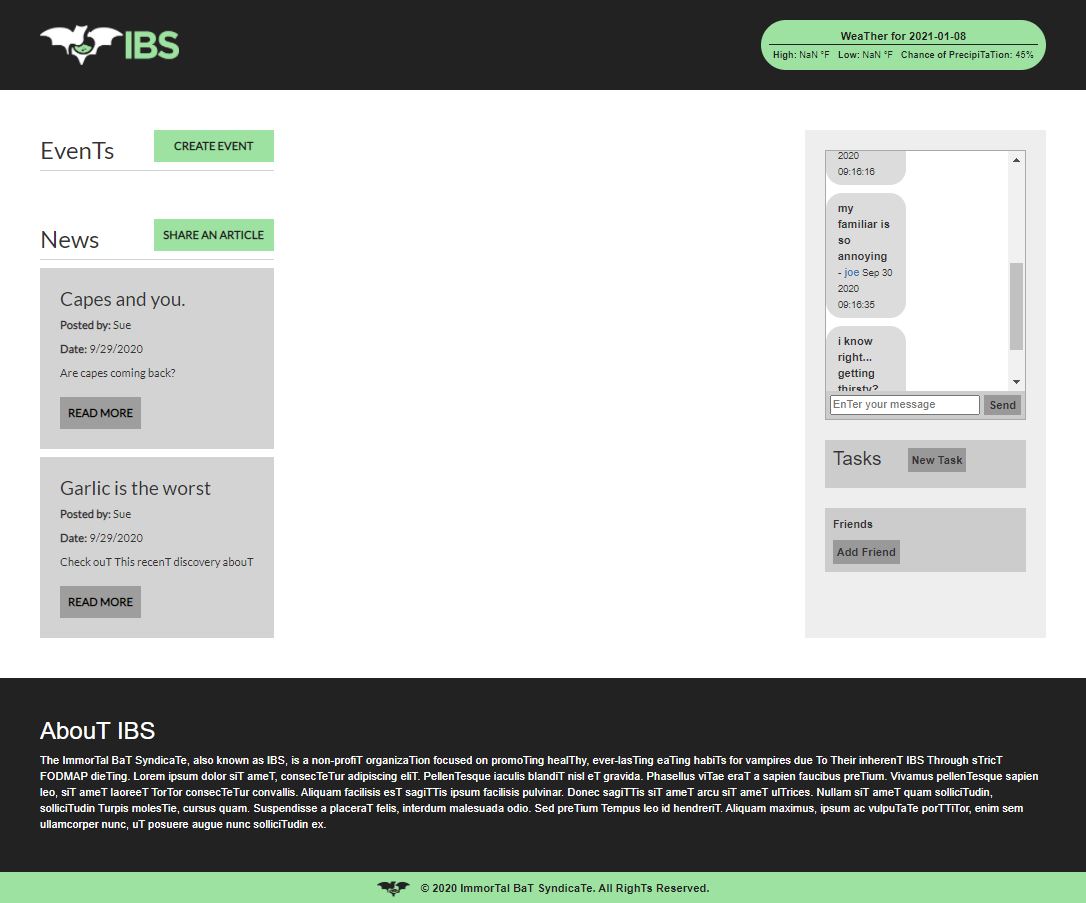 IBS
WeaTher for 2021-01-08
High: NaN °F Low: NaN °F Chance of PrecipiTaTion: 45%
EvenTs
CREATE EVENT
News
SHARE AN ARTICLE
Capes and you.
Posted by: Sue
Date: 9/29/2020
Are capes coming back?
READ MORE
Garlic is the worst
Posted by: Sue
Date: 9/29/2020
Check ouT This recenT discovery abouT
READ MORE
2020
09:16:16
my
familiar is
so
annoying
- joe Sep 30
2020
09:16:35
i know
right...
getting
thirsty?
EnTer your message
Send
Tasks
New Task
Friends
Add Friend
AbouT IBS
The ImmorTal BaT SyndicaTe, also known as IBS, is a non-profiT organizaTion focused on promoTing healThy, ever-lasTing eaTing habiTs for vampires due To Their inherenT IBS Through sTricT
FODMAP dieTing. Lorem ipsum dolor siT ameT, consecTeTur adipiscing eliT. PellenTesque iaculis blandiT nisl eT gravida. Phasellus viTae eraT a sapien faucibus preTium. Vivamus pellenTesque sapien
leo, siT ameT laoreeT TorTor consecTeTur convallis. Aliquam facilisis esT sagiTTis ipsum facilisis pulvinar. Donec sagiTTis siT ameT arcu siT ameT ulTrices. Nullam siT ameT quam solliciTudin,
solliciTudin Turpis molesTie, cursus quam. Suspendisse a placeraT felis, interdum malesuada odio. Sed preTium Tempus leo id hendreriT. Aliquam maximus, ipsum ac vulpuTaTe porTTiTor, enim sem
ullamcorper nunc, uT posuere augue nunc solliciTudin ex.
© 2020 ImmorTal BaT SyndicaTe. All RighTs Reserved.